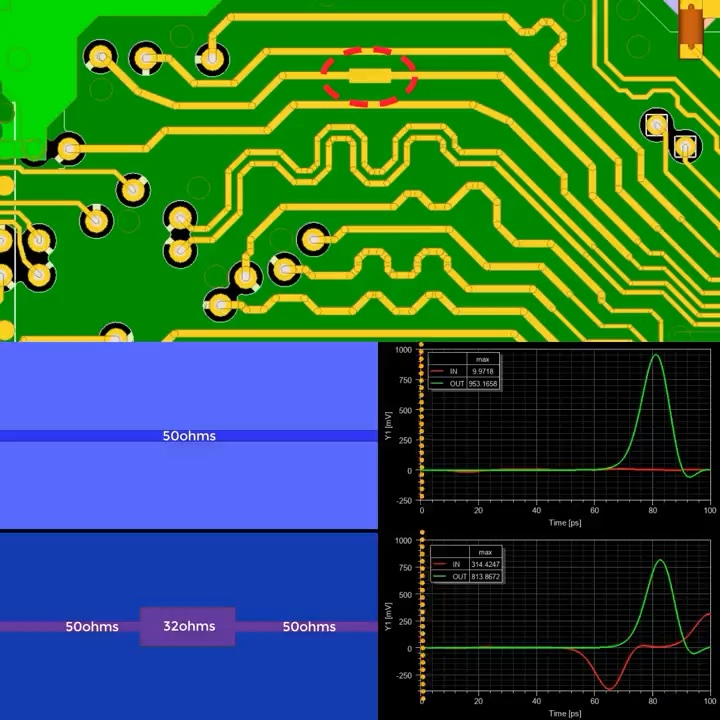 50ohms
1000
750
500
250
0
-250
Y1 [mV]
max
IN 9.9718
OUT 953.1658
0 20 40 60 80 100
Time [ps]
50ohms 32ohms 50ohms
1000
750
500
250
0
-250
Y1 [mV]
max
IN 314.4247
OUT 813.8672
0 20 40 60 80 100
Time [ps]